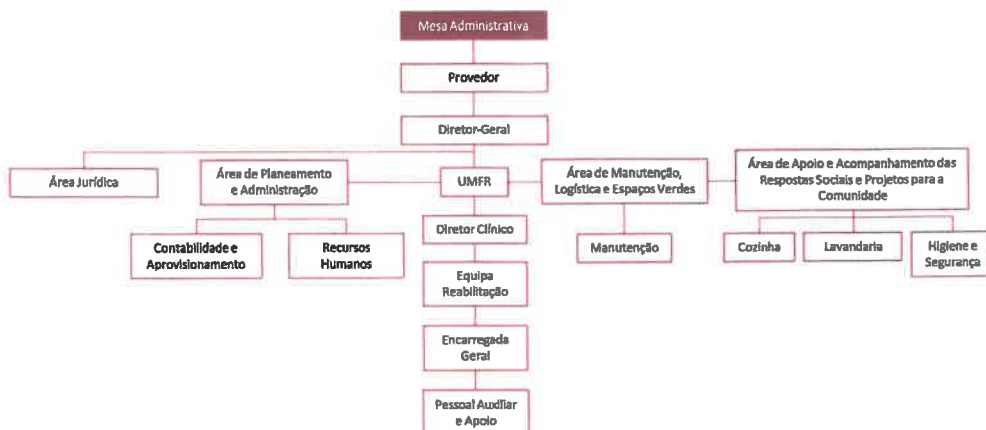 Mesa Administrativa
Provedor
Diretor-Geral
Área Jurídica
Área de Planeamento
e Administração
UMFR
Área de Manutenção,
Logística e Espaços Verdes
Área de Apoio e Acompanhamento das
Respostas Sociais e Projetos para a
Comunidade
Contabilidade e
Aprovisionamento
Recursos
Humanos
Diretor Clínico
Manutenção
Cozinha
Lavandaria
Higiene e
Segurança
Equipa
Reabilitação
Encarregada
Geral
Pessoal Auxiliar
e Apoio